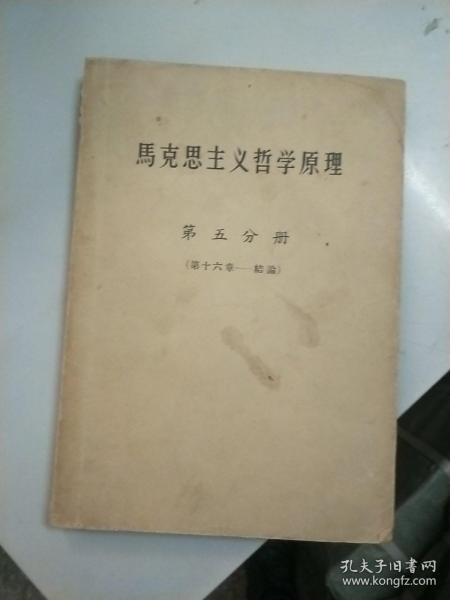 馬克思主义哲学原理
第五分册
(第十六章——結論)
孔夫子旧书网
www.kongfz.com